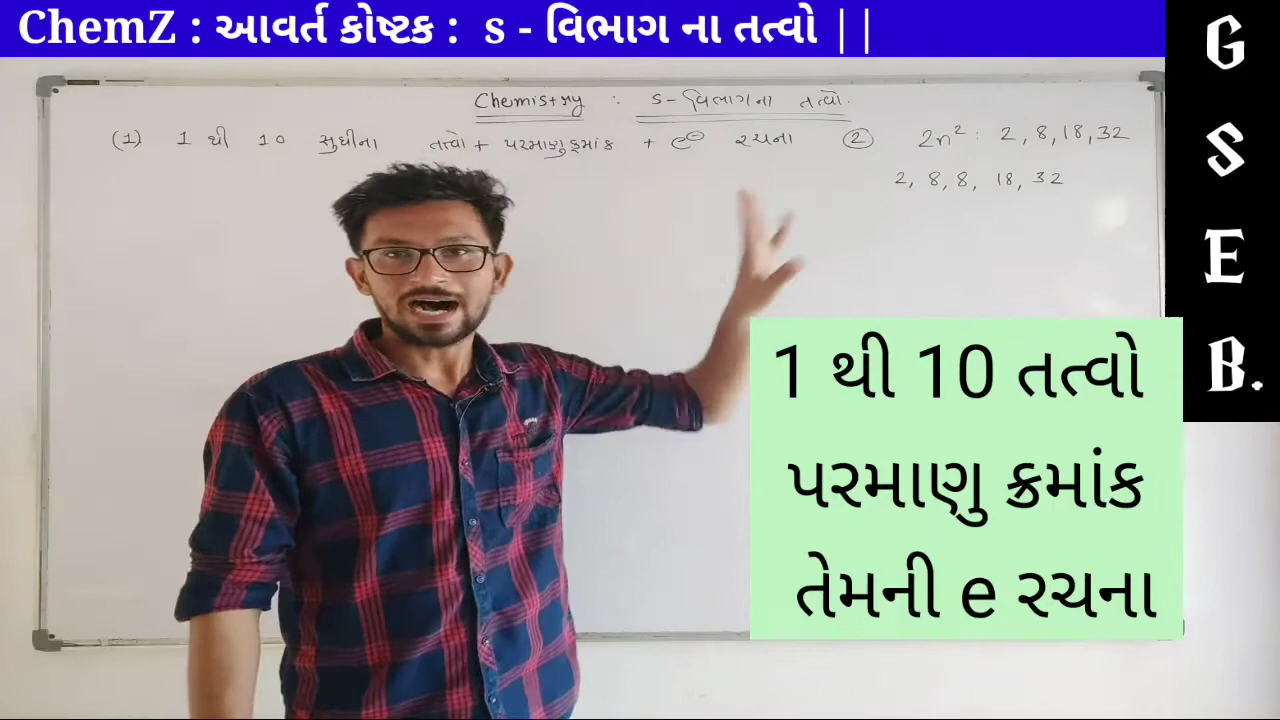 ChemZ : આવર્ત કોષ્ટક : s - વિભાગ ના તત્વો ||
G
S
E
B.
Chemistry : s - વિભાગના તત્વો.
(1) 1 થી 10 સુધીના તત્વો + પરમાણુ ક્રમાંક + e⊖ રચના
② 2n² : 2, 8, 18, 32
2, 8, 8, 18, 32
1 થી 10 તત્વો
પરમાણુ ક્રમાંક
તેમની e રચના